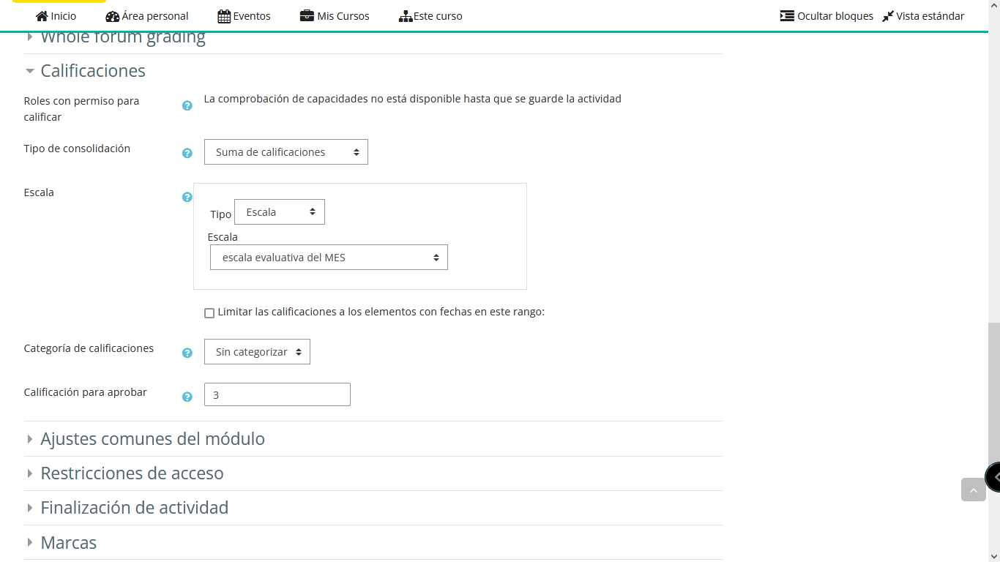 Inicio Área personal Eventos Mis Cursos Este curso Ocultar bloques Vista estándar
Whole forum grading
Calificaciones
Roles con permiso para calificar
La comprobación de capacidades no está disponible hasta que se guarde la actividad
Tipo de consolidación
Suma de calificaciones
Escala
Tipo Escala
Escala
escala evaluativa del MES
Limitar las calificaciones a los elementos con fechas en este rango:
Categoría de calificaciones
Sin categorizar
Calificación para aprobar
3
Ajustes comunes del módulo
Restricciones de acceso
Finalización de actividad
Marcas